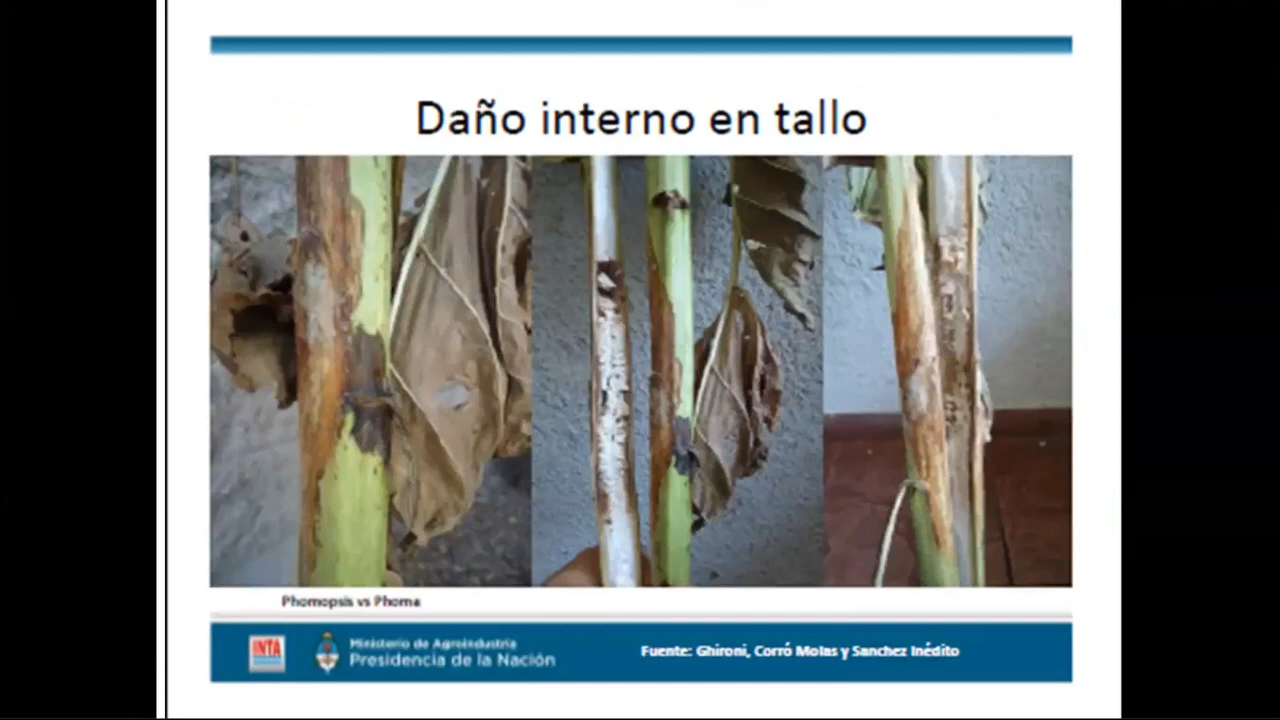 Daño interno en tallo
Phomopsis vs Phoma
INTA
Ministerio de Agroindustria
Presidencia de la Nación
Fuente: Ghironi, Corró Molas y Sanchez Inédito